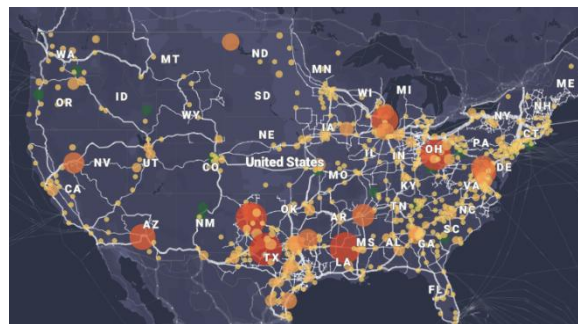 WA
MT
ND
MN
ME
OR
ID
WY
SD
WI
MI
NH
NY
CT
IA
NE
PA
OH
IL
IN
NV
UT
CO
United States
MO
DE
VA
CA
KY
NC
TN
OK
AR
SC
AZ
NM
MS
AL
GA
TX
LA
FL